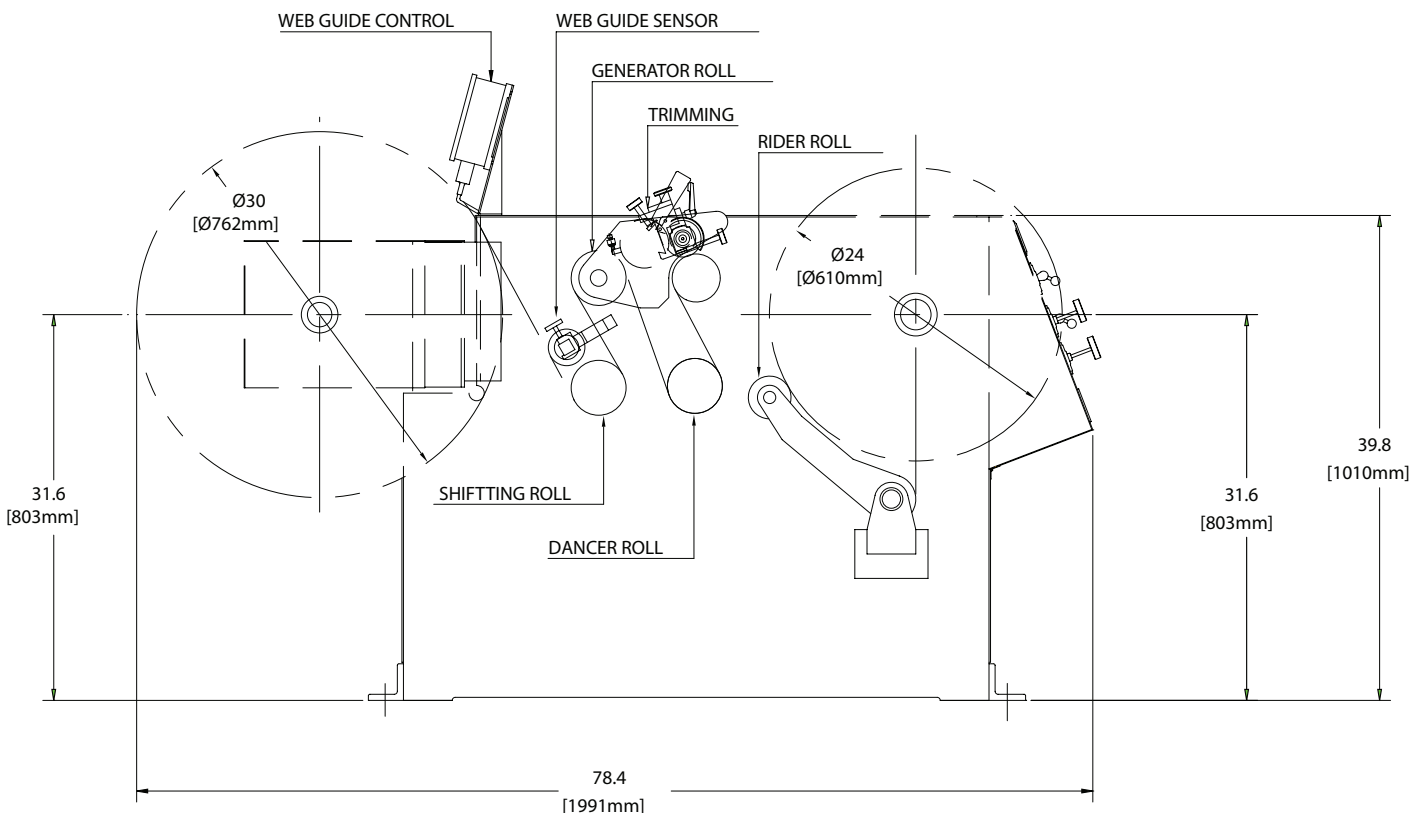 WEB GUIDE CONTROL
WEB GUIDE SENSOR
GENERATOR ROLL
TRIMMING
RIDER ROLL
Ø30
[Ø762mm]
Ø24
[Ø610mm]
SHIFTTING ROLL
DANCER ROLL
31.6
[803mm]
31.6
[803mm]
39.8
[1010mm]
78.4
[1991mm]